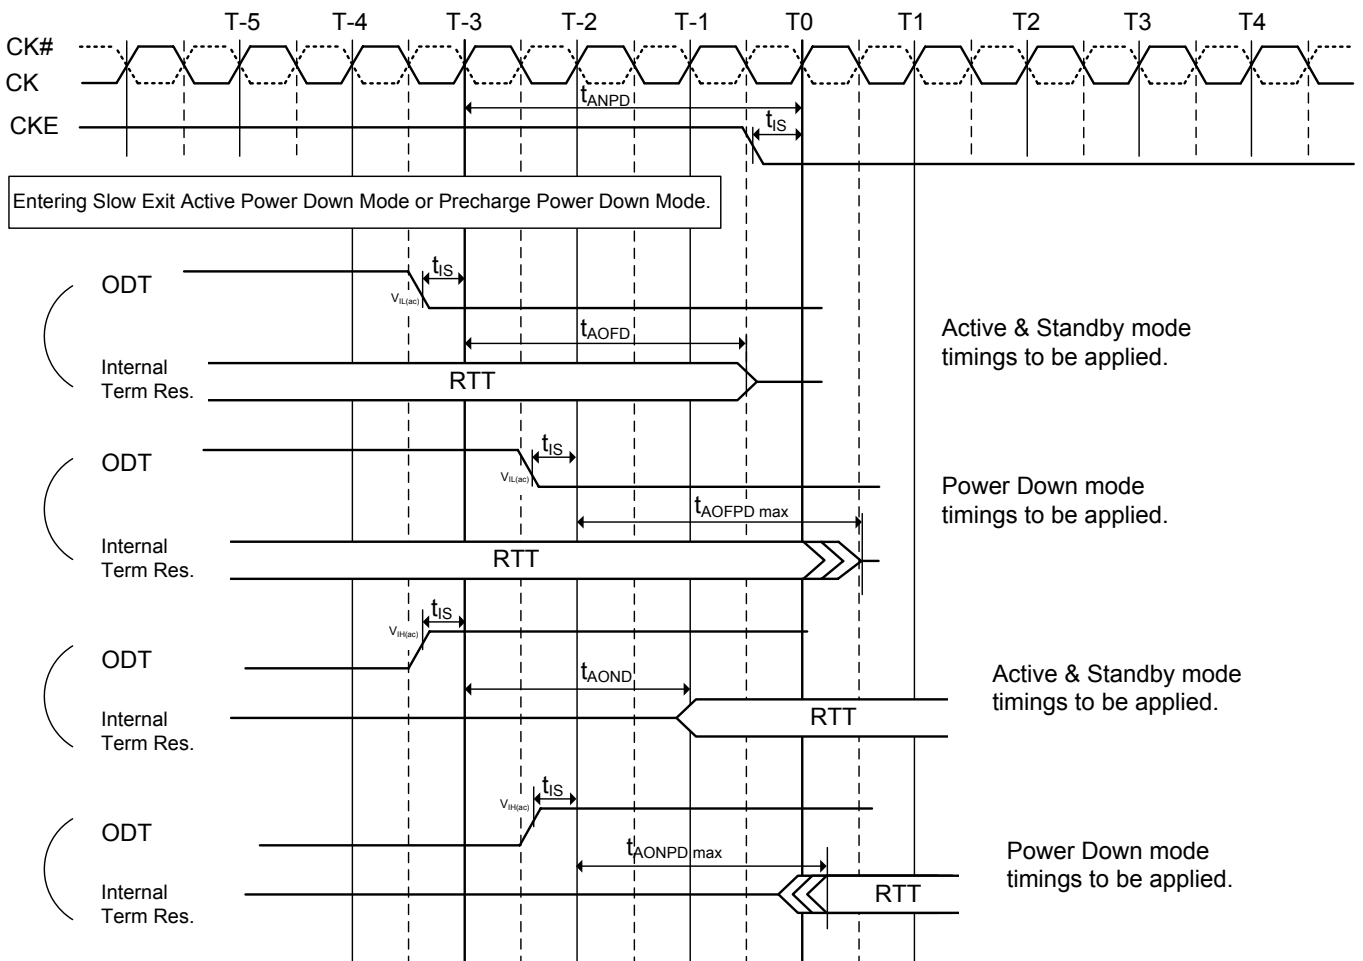 T-5 T-4 T-3 T-2 T-1 T0 T1 T2 T3 T4
CK#
CK
tANPD
CKE
tIS
Entering Slow Exit Active Power Down Mode or Precharge Power Down Mode.
ODT
tIS
VIL(ac)
tAOFD
Internal
Term Res.
RTT
Active & Standby mode
timings to be applied.
ODT
tIS
VIL(ac)
tAOFPD max
Internal
Term Res.
RTT
Power Down mode
timings to be applied.
ODT
tIS
VIH(ac)
tAOND
Internal
Term Res.
RTT
Active & Standby mode
timings to be applied.
ODT
tIS
VIH(ac)
tAONPD max
Internal
Term Res.
RTT
Power Down mode
timings to be applied.